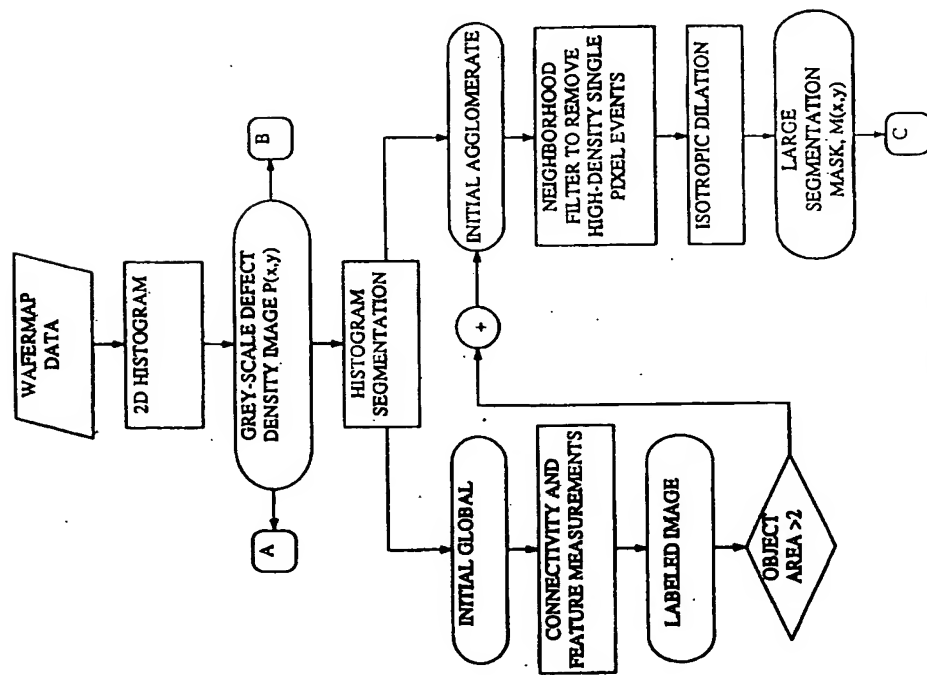 WAFERMAP
DATA
2D HISTOGRAM
A
GREY-SCALE DEFECT
DENSITY IMAGE P(x,y)
B
HISTOGRAM
SEGMENTATION
INITIAL GLOBAL
CONNECTIVITY AND
FEATURE MEASUREMENTS
LABELED IMAGE
OBJECT
AREA >2
+
INITIAL AGGLOMERATE
NEIGHBORHOOD
FILTER TO REMOVE
HIGH-DENSITY SINGLE
PIXEL EVENTS
ISOTROPIC DILATION
LARGE
SEGMENTATION
MASK, M(x,y)
C